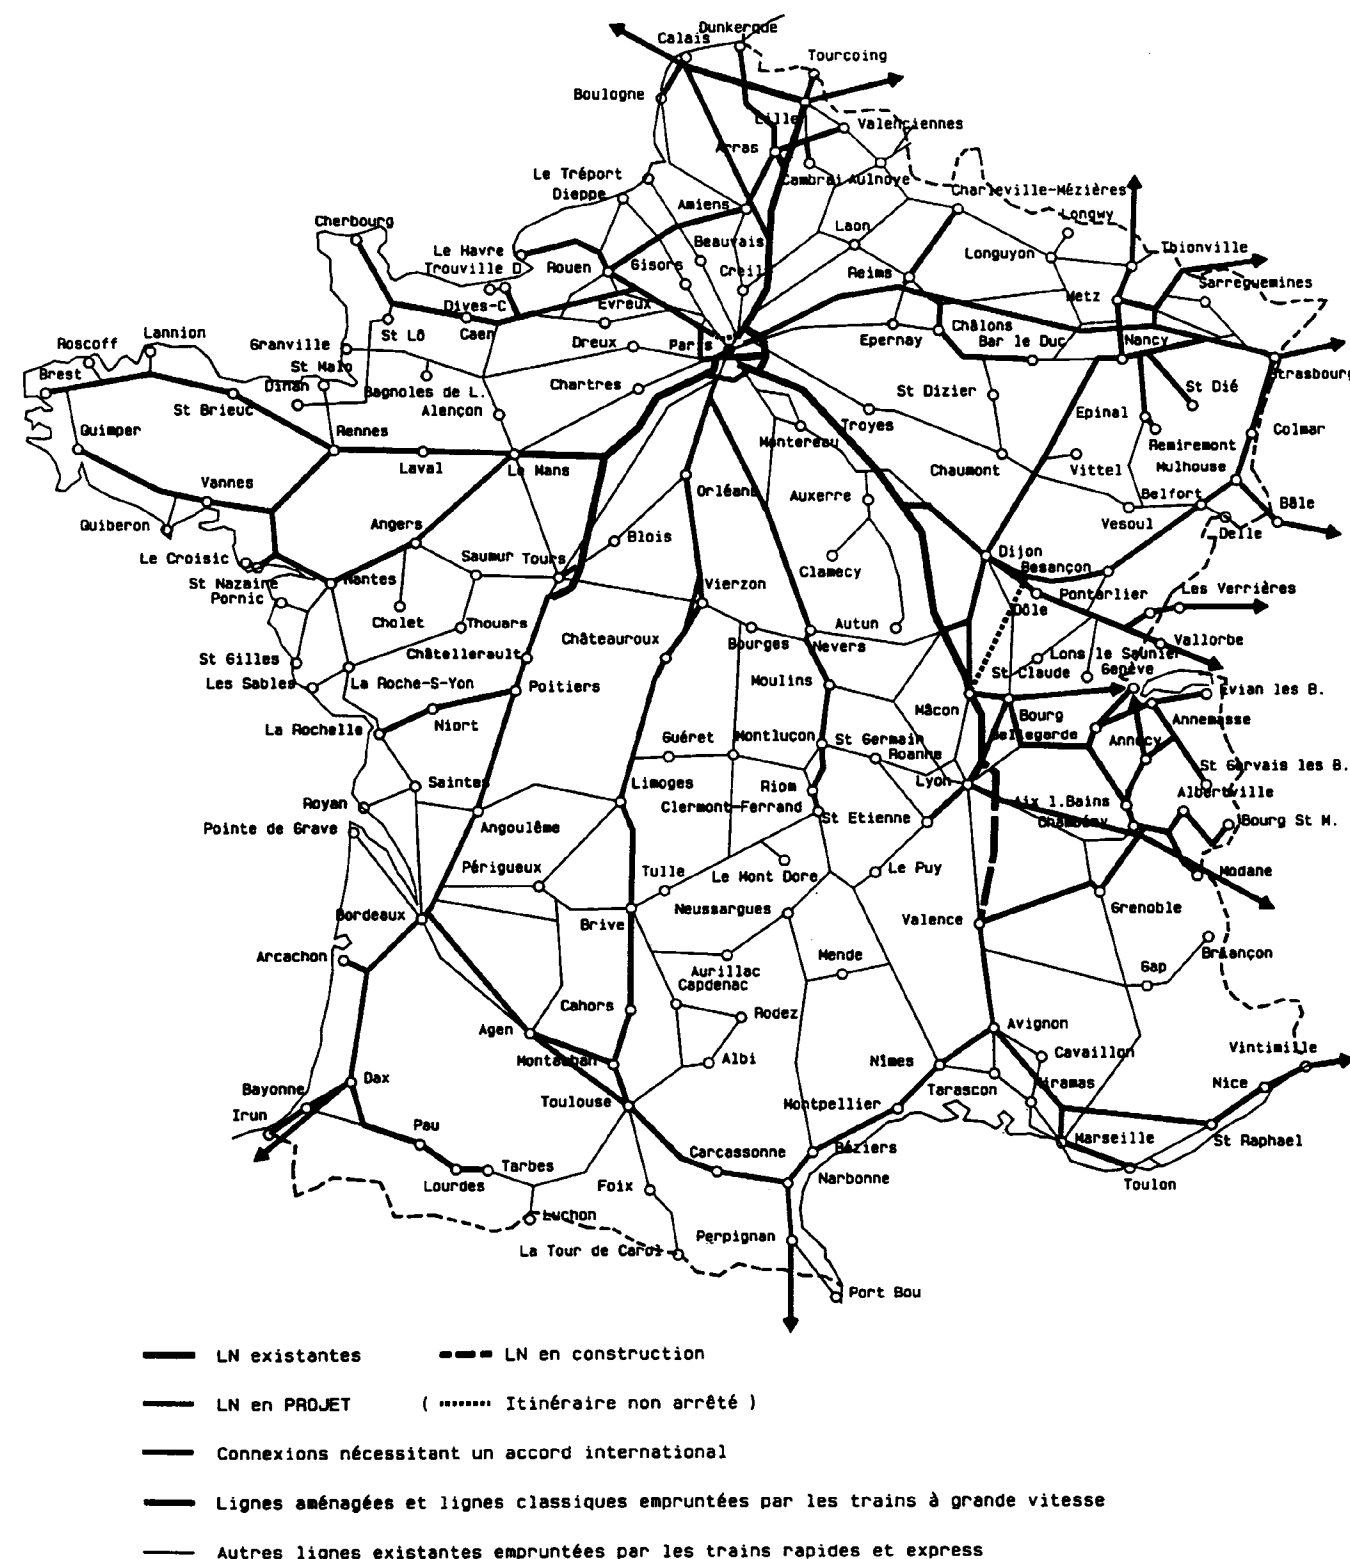 Dunkerque
Calais
Tourcoing
Boulogne
Lille
Valenciennes
Arras
Le Tréport
Cambrai Aulnoye
Dieppe
Charleville-Mézières
Amiens
Longwy
Cherbourg
Laon
Beauvais
Le Havre
Longuyon
Thionville
Trouville D
Rouen
Gisors
Creil
Reims
Sarreguemines
Metz
Dives-C
Evreux
Caen
St Lô
Châlons
Lannion
Epernay
Bar le Duc
Nancy
Roscoff
Granville
Dreux
Paris
St Malo
Strasbourg
Brest
Dinan
Bagnoles de L.
Chartres
St Dizier
St Dié
St Brieuc
Alençon
Epinal
Quimper
Rennes
Troyes
Colmar
Montereau
Remiremont
Laval
Le Mans
Chaumont
Vittel
Mulhouse
Vannes
Orléans
Auxerre
Belfort
Bâle
Quiberon
Angers
Vesoul
Delle
Blois
Le Croisic
Saumur
Tours
Dijon
Clamecy
Besançon
St Nazaire
Nantes
Vierzon
Pontarlier
Les Verrières
Pornic
Dôle
Cholet
Thouars
Autun
Châteauroux
Bourges
Nevers
Vallorbe
St Gilles
Châtellerault
Lons le Saunier
Les Sables
La Roche-S-Yon
Poitiers
Moulins
St Claude
Genève
Evian les B.
Mâcon
Bourg
La Rochelle
Niort
Bellegarde
Annemasse
Guéret
Montluçon
St Germain
Annecy
Roanne
St Gervais les B.
Saintes
Limoges
Riom
Lyon
Royan
Clermont-Ferrand
Aix l.Bains
Albertville
Pointe de Grave
Angoulême
St Etienne
Chambéry
Bourg St M.
Périgueux
Tulle
Le Mont Dore
Le Puy
Modane
Bordeaux
Neussargues
Valence
Grenoble
Brive
Arcachon
Mende
Briançon
Aurillac
Gap
Capdenac
Cahors
Rodez
Agen
Avignon
Montauban
Albi
Nîmes
Cavaillon
Vintimille
Bayonne
Dax
Tarascon
Miramas
Nice
Toulouse
Montpellier
Irun
Pau
Marseille
St Raphael
Carcassonne
Béziers
Tarbes
Lourdes
Foix
Narbonne
Toulon
Luchon
Perpignan
La Tour de Carol
Port Bou
LN existantes
LN en construction
LN en PROJET
( Itinéraire non arrêté )
Connexions nécessitant un accord international
Lignes aménagées et lignes classiques empruntées par les trains à grande vitesse
Autres lignes existantes empruntées par les trains rapides et express